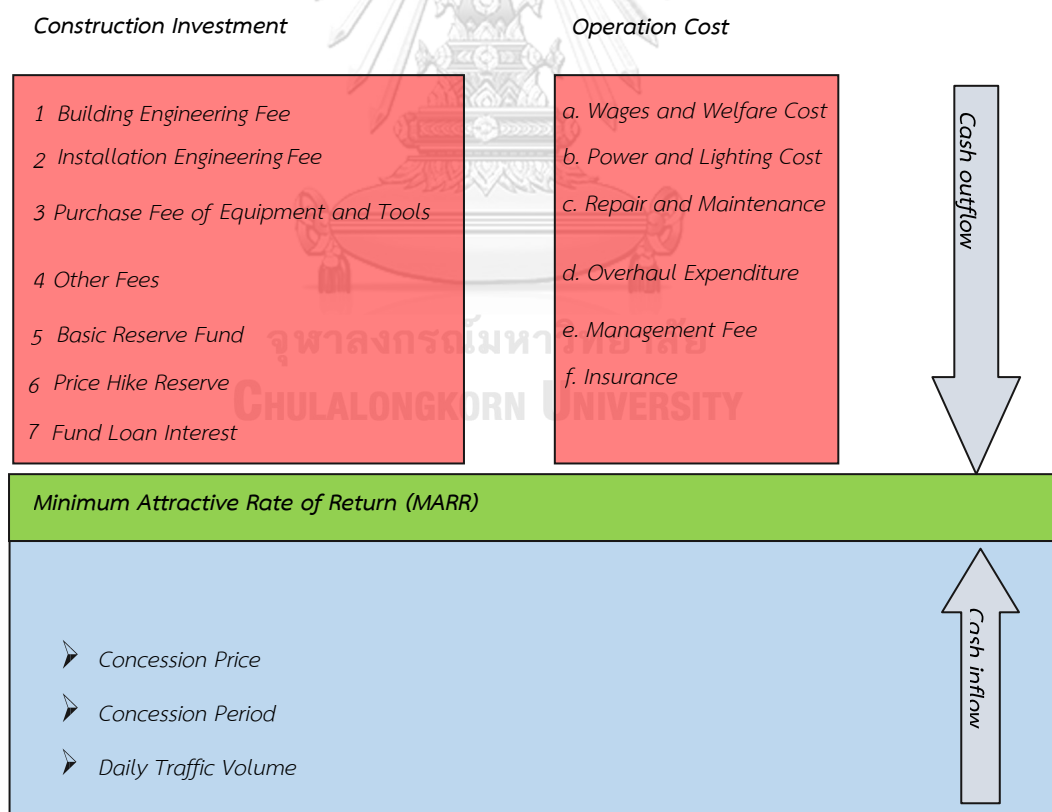 Construction Investment
Operation Cost
1 Building Engineering Fee
2 Installation Engineering Fee
3 Purchase Fee of Equipment and Tools
4 Other Fees
5 Basic Reserve Fund
6 Price Hike Reserve
7 Fund Loan Interest
a. Wages and Welfare Cost
b. Power and Lighting Cost
c. Repair and Maintenance
d. Overhaul Expenditure
e. Management Fee
f. Insurance
Cash outflow
จุฬาลงกรณ์มหาวิทยาลัย
CHULALONGKORN UNIVERSITY
Minimum Attractive Rate of Return (MARR)
Concession Price
Concession Period
Daily Traffic Volume
Cash inflow